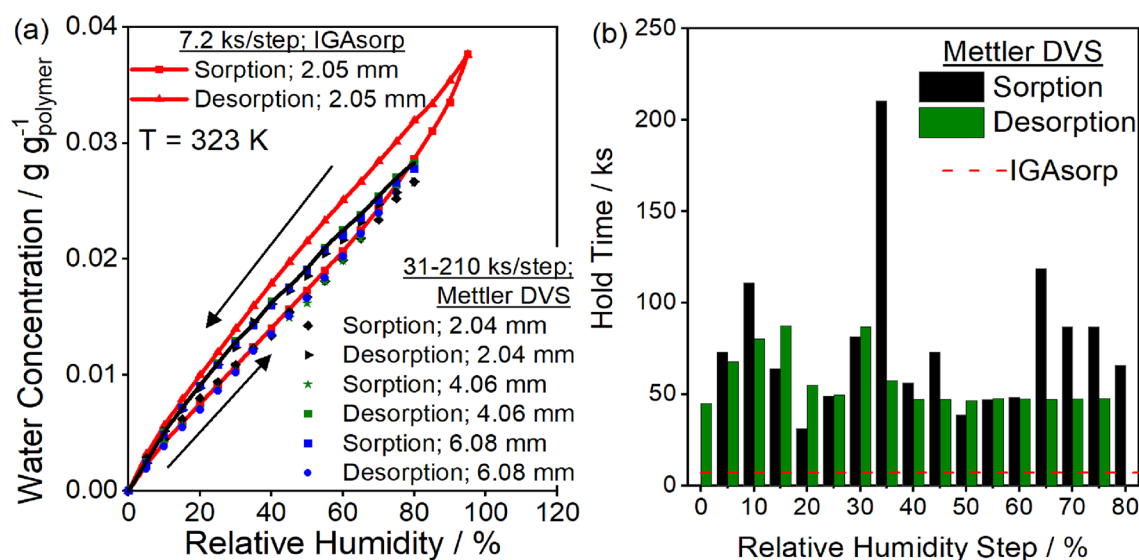 (a)
0.04
0.03
0.02
0.01
0.00
Water Concentration / g g⁻¹polymer
7.2 ks/step; IGAsorp
Sorption; 2.05 mm
Desorption; 2.05 mm
T = 323 K
31-210 ks/step;
Mettler DVS
Sorption; 2.04 mm
Desorption; 2.04 mm
Sorption; 4.06 mm
Desorption; 4.06 mm
Sorption; 6.08 mm
Desorption; 6.08 mm
0 20 40 60 80 100 120
Relative Humidity / %
(b)
250
200
150
100
50
0
Hold Time / ks
Mettler DVS
Sorption
Desorption
IGAsorp
0 10 20 30 40 50 60 70 80
Relative Humidity Step / %